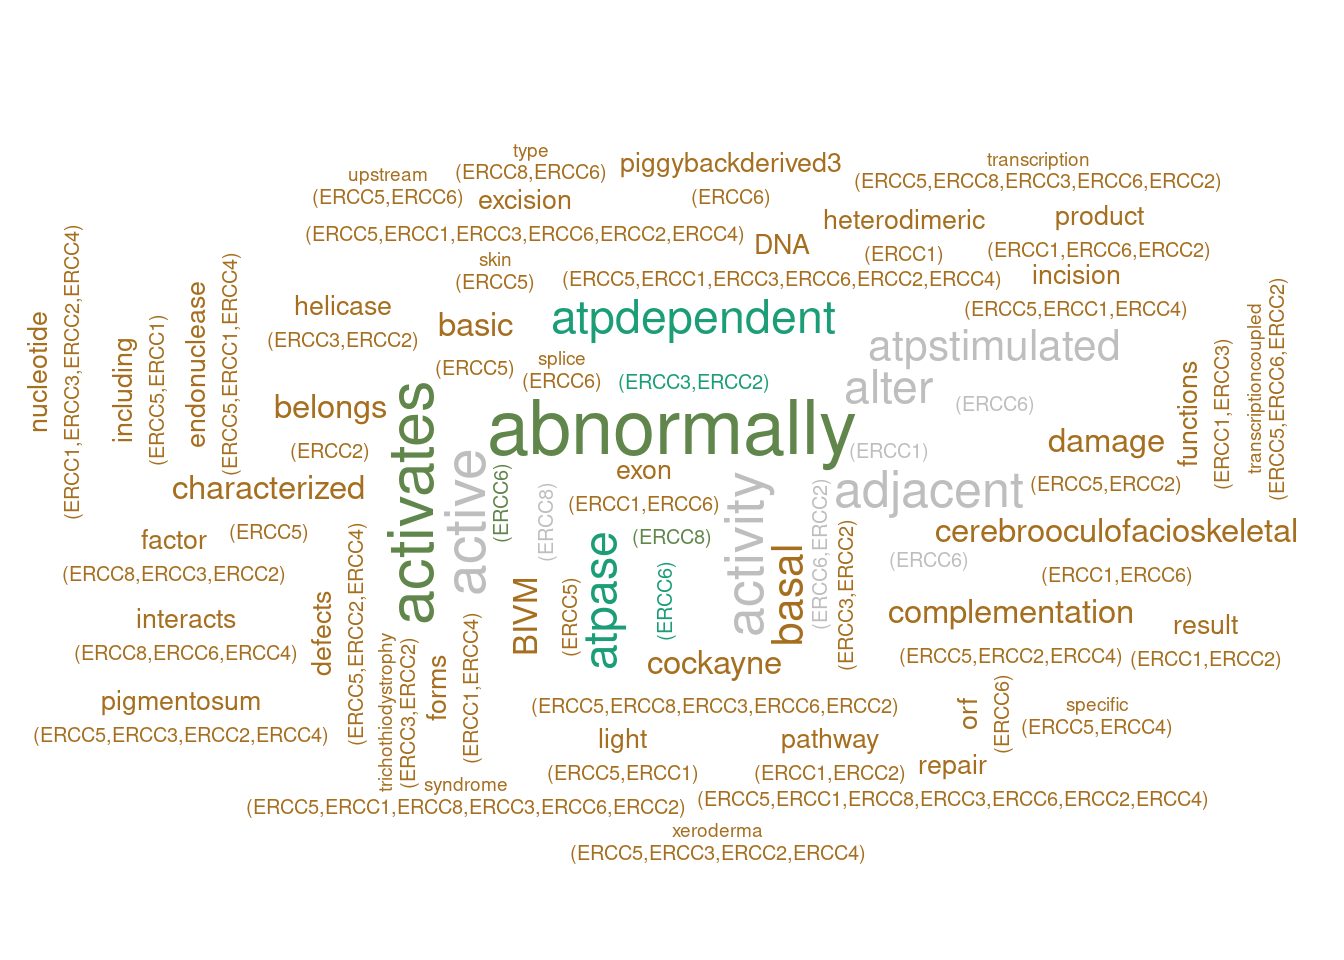 type
(ERCC8,ERCC6)
piggybackderived3
(ERCC6)
transcription
(ERCC5,ERCC8,ERCC3,ERCC6,ERCC2)
upstream
(ERCC5,ERCC6)
excision
(ERCC5,ERCC1,ERCC3,ERCC6,ERCC2,ERCC4)
heterodimeric
(ERCC1)
product
(ERCC1,ERCC6,ERCC2)
DNA
(ERCC5,ERCC1,ERCC3,ERCC6,ERCC2,ERCC4)
skin
(ERCC5)
incision
(ERCC5,ERCC1,ERCC4)
nucleotide
(ERCC1,ERCC3,ERCC2,ERCC4)
including
(ERCC5,ERCC1)
endonuclease
(ERCC5,ERCC1,ERCC4)
helicase
(ERCC3,ERCC2)
basic
(ERCC5)
atpdependent
(ERCC3,ERCC2)
splice
(ERCC6)
atpstimulated
(ERCC6)
alter
(ERCC1)
functions
(ERCC1,ERCC3)
transcriptioncoupled
(ERCC5,ERCC6,ERCC2)
belongs
(ERCC2)
activates
(ERCC6)
abnormally
(ERCC8)
damage
(ERCC5,ERCC2)
characterized
(ERCC5)
active
(ERCC8)
exon
(ERCC1,ERCC6)
activity
(ERCC6,ERCC2)
adjacent
(ERCC6)
cerebrooculofacioskeletal
(ERCC1,ERCC6)
factor
(ERCC8,ERCC3,ERCC2)
atpase
(ERCC6)
basal
(ERCC3,ERCC2)
BIVM
(ERCC5)
interacts
(ERCC8,ERCC6,ERCC4)
defects
(ERCC5,ERCC2,ERCC4)
complementation
(ERCC5,ERCC2,ERCC4)
result
(ERCC1,ERCC2)
trichothiodystrophy
(ERCC3,ERCC2)
forms
(ERCC1,ERCC4)
cockayne
(ERCC5,ERCC8,ERCC3,ERCC6,ERCC2)
pigmentosum
(ERCC5,ERCC3,ERCC2,ERCC4)
orf
(ERCC6)
specific
(ERCC5,ERCC4)
light
(ERCC5,ERCC1)
pathway
(ERCC1,ERCC2)
repair
(ERCC5,ERCC1,ERCC8,ERCC3,ERCC6,ERCC2,ERCC4)
syndrome
(ERCC5,ERCC1,ERCC8,ERCC3,ERCC6,ERCC2)
xeroderma
(ERCC5,ERCC3,ERCC2,ERCC4)